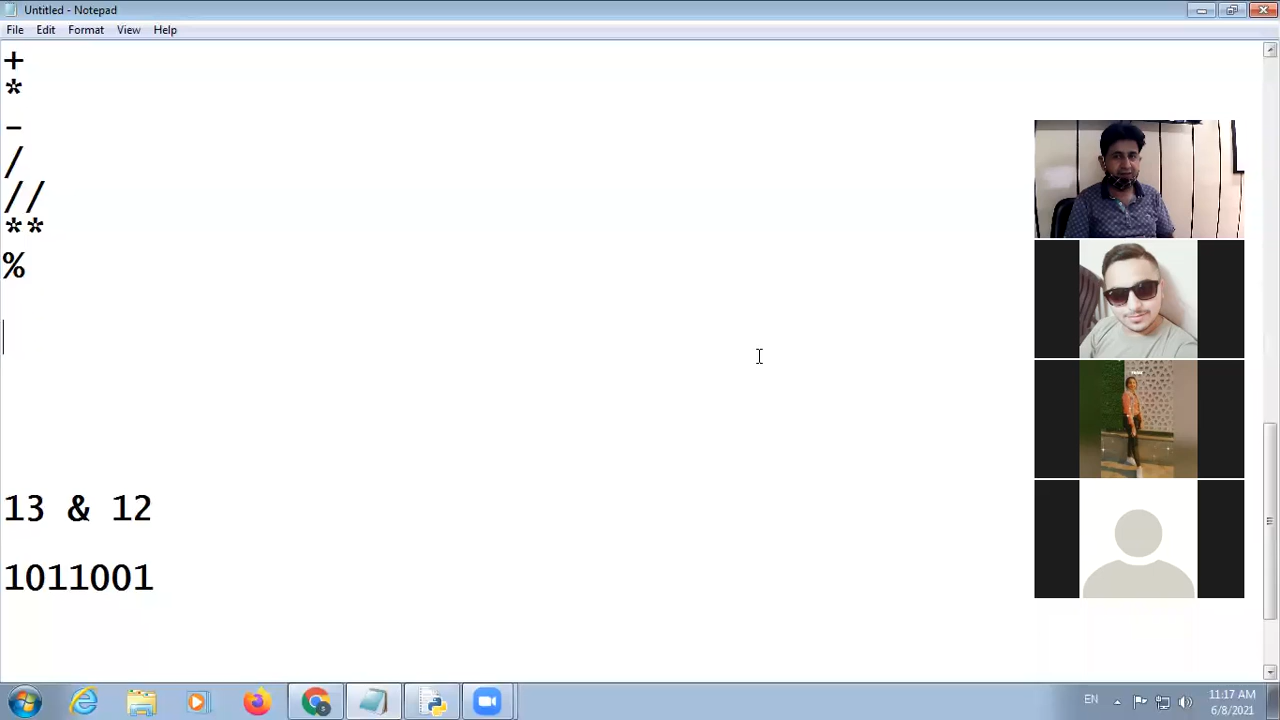 Untitled - Notepad
File Edit Format View Help
+
*
-
/
//
**
%
13 & 12
1011001
EN
11:17 AM
6/8/2021